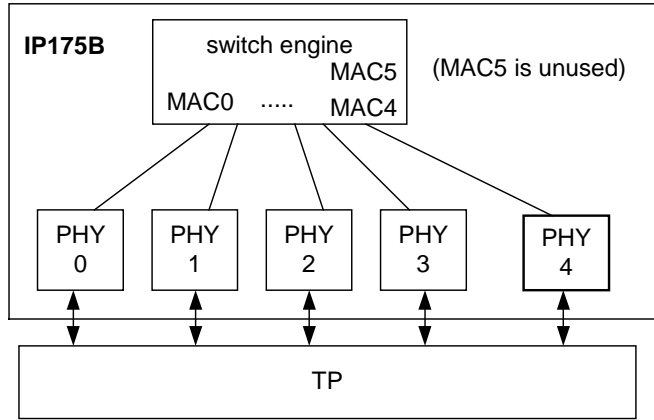 IP175B
switch engine
MAC5
(MAC5 is unused)
MAC0 ..... MAC4
PHY
0
PHY
1
PHY
2
PHY
3
PHY
4
TP